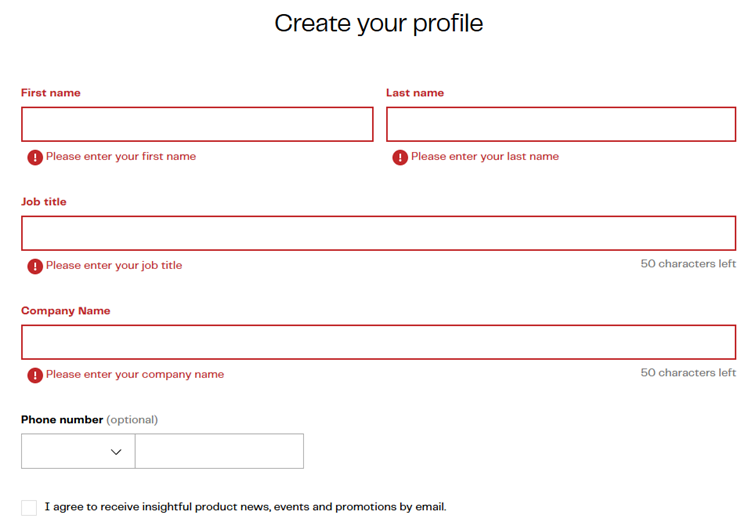 Create your profile
First name
Last name
Please enter your first name
Please enter your last name
Job title
Please enter your job title
50 characters left
Company Name
Please enter your company name
50 characters left
Phone number (optional)
I agree to receive insightful product news, events and promotions by email.